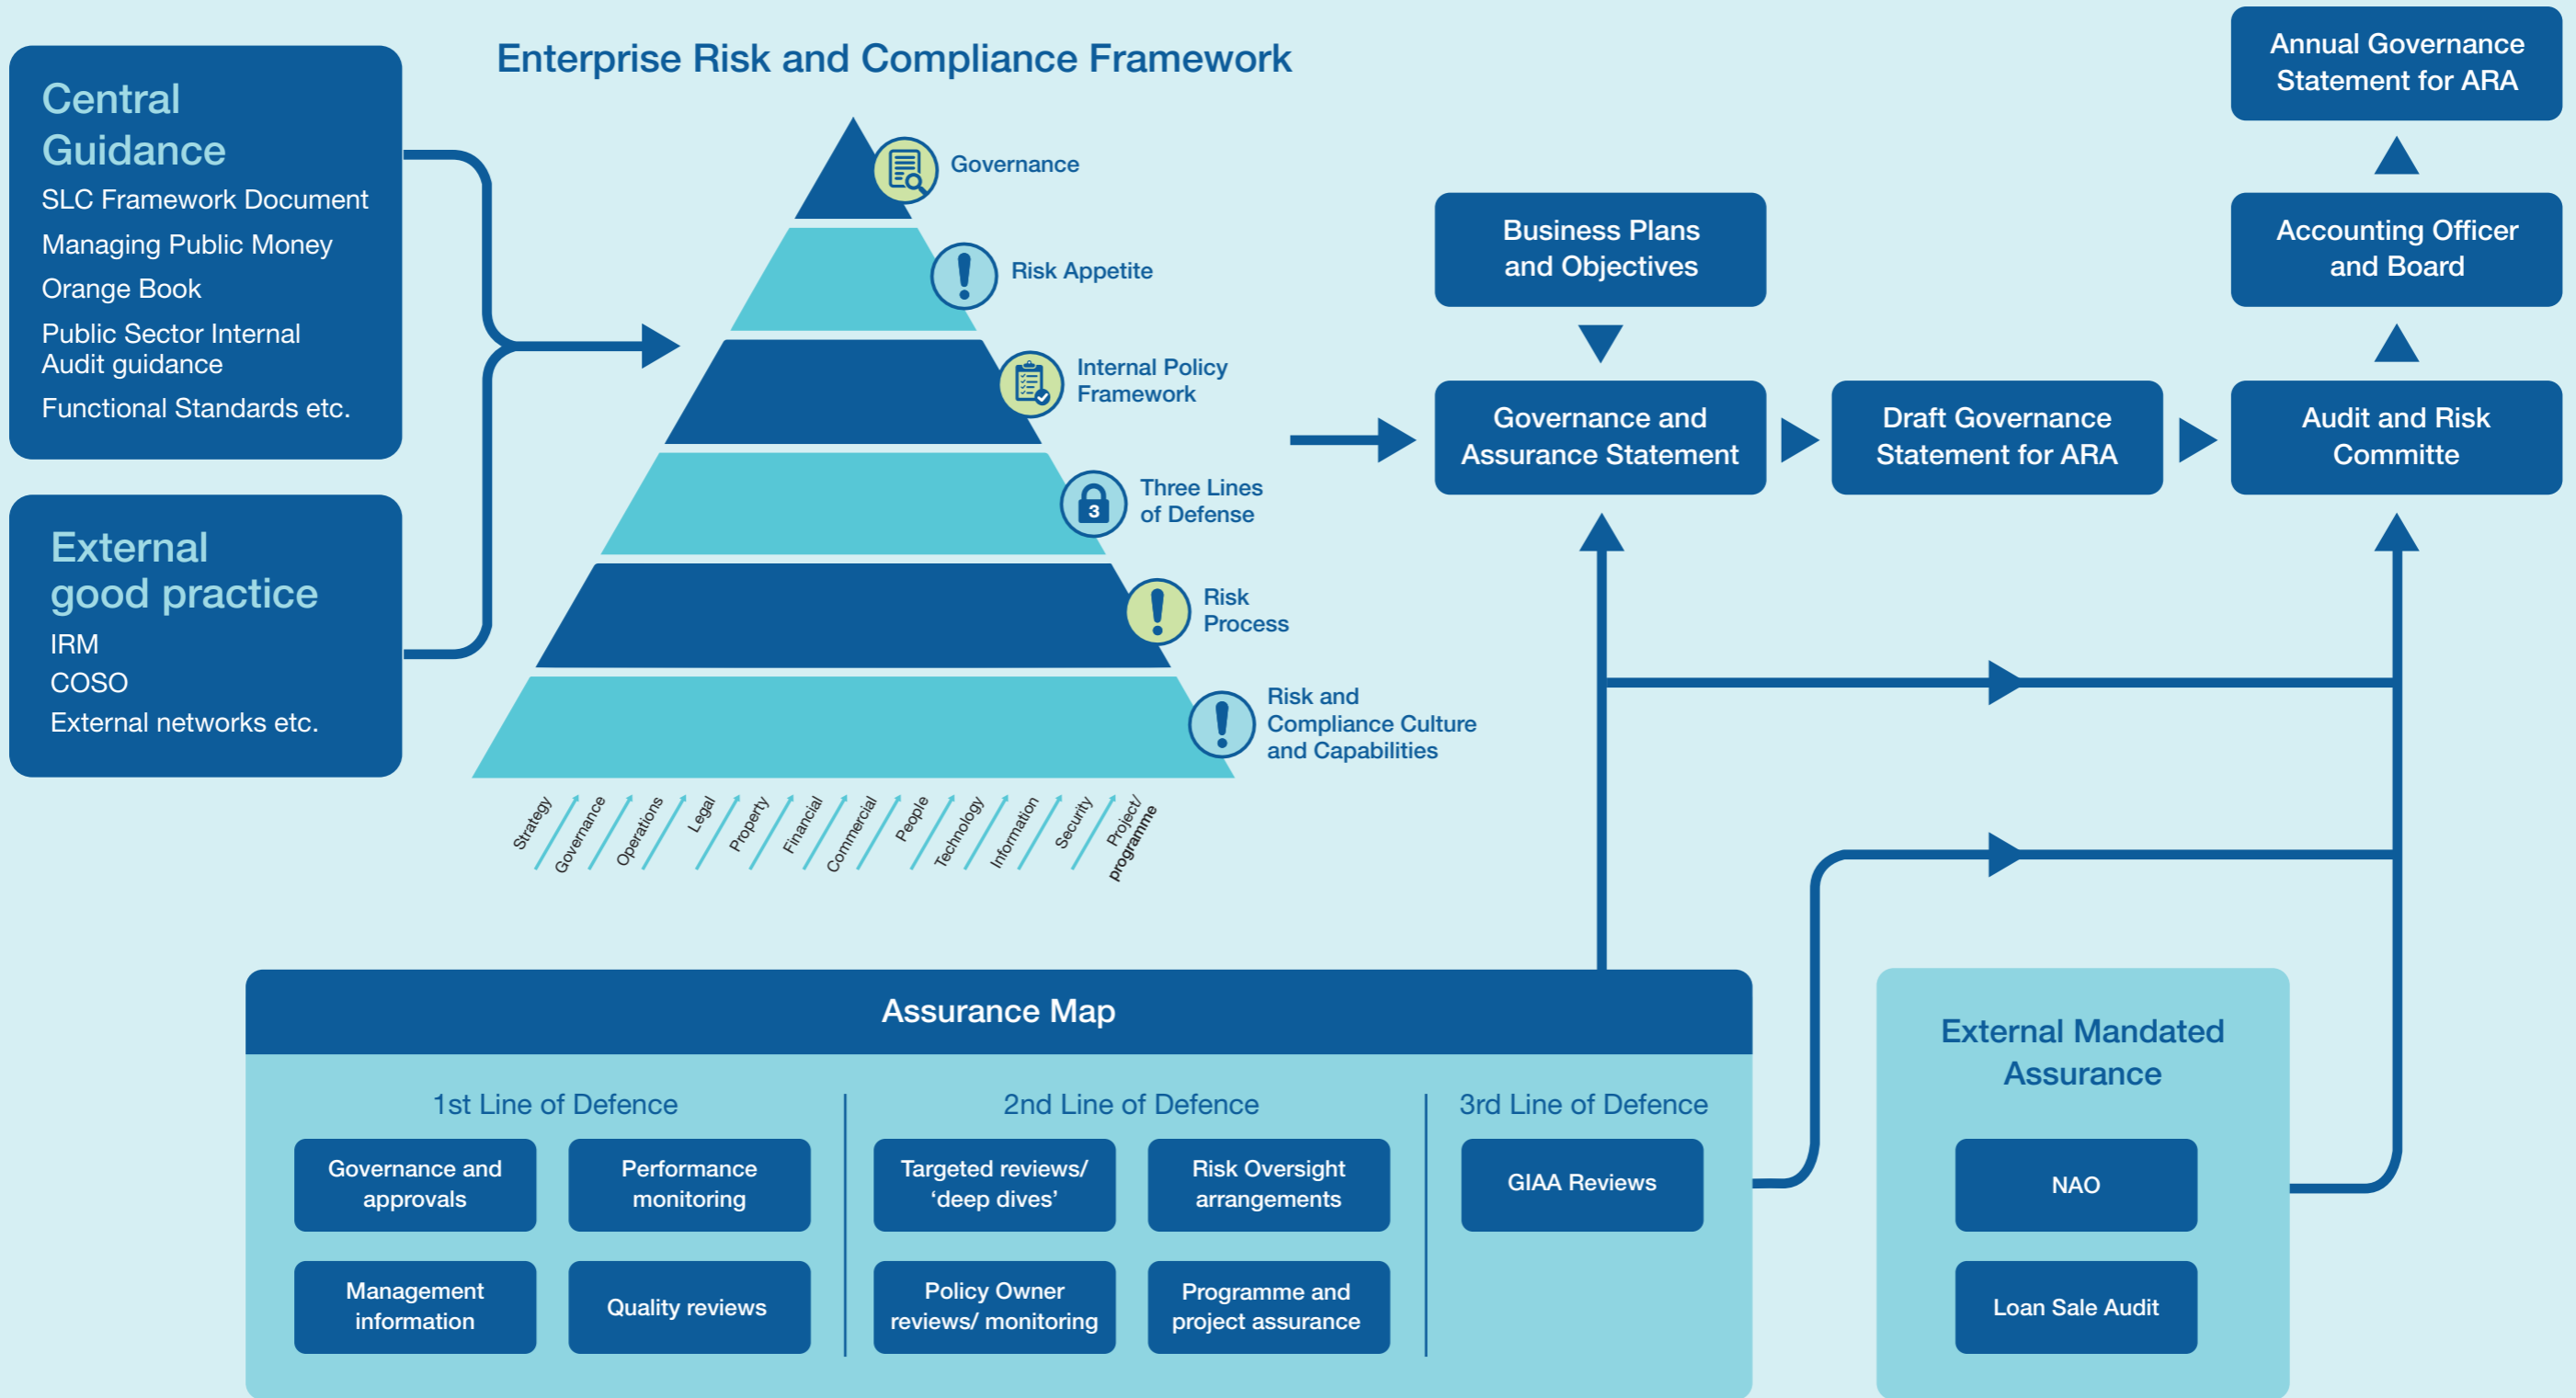 Enterprise Risk and Compliance Framework
Central
Guidance
SLC Framework Document
Managing Public Money
Orange Book
Public Sector Internal
Audit guidance
Functional Standards etc.
External
good practice
IRM
COSO
External networks etc.
Governance
Risk Appetite
Internal Policy
Framework
3
Three Lines
of Defense
Risk
Process
Risk and
Compliance Culture
and Capabilities
Strategy
Governance
Operations
Legal
Property
Financial
Commercial
People
Technology
Information
Security
Project/
programme
Business Plans
and Objectives
Governance and
Assurance Statement
Draft Governance
Statement for ARA
Audit and Risk
Committe
Accounting Officer
and Board
Annual Governance
Statement for ARA
Assurance Map
1st Line of Defence
Governance and
approvals
Performance
monitoring
Management
information
Quality reviews
2nd Line of Defence
Targeted reviews/
‘deep dives’
Risk Oversight
arrangements
Policy Owner
reviews/ monitoring
Programme and
project assurance
3rd Line of Defence
GIAA Reviews
External Mandated
Assurance
NAO
Loan Sale Audit